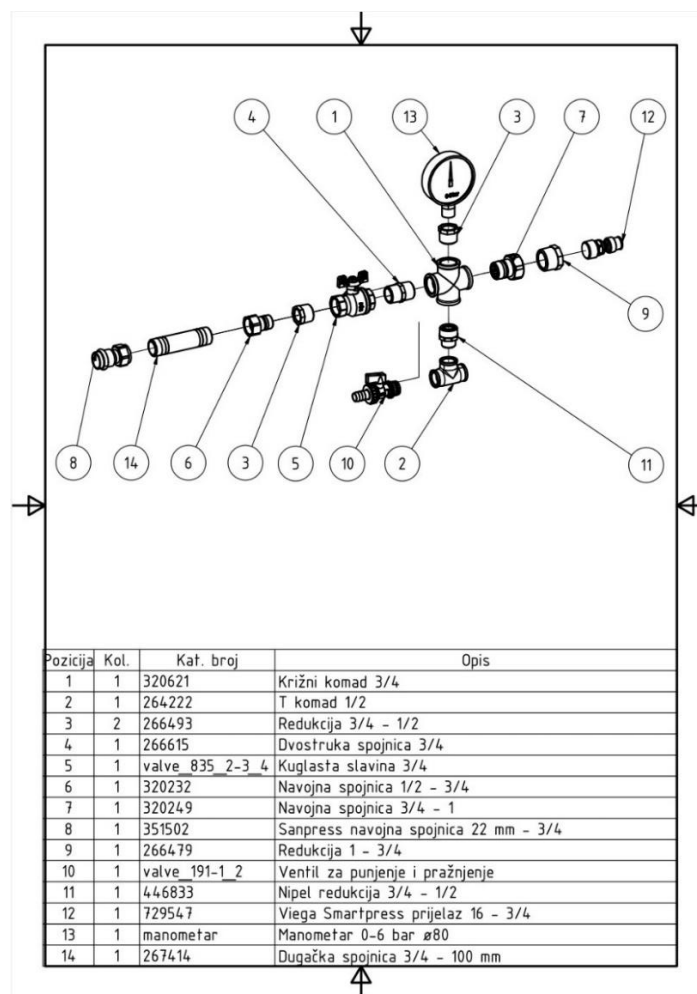 4
1
13
3
7
12
9
8
14
6
3
5
10
2
11
Pozicija Kol. Kat. broj Opis
1 1 320621 Križni komad 3/4
2 1 264222 T komad 1/2
3 2 266493 Redukcija 3/4 - 1/2
4 1 266615 Dvostruka spojnica 3/4
5 1 valve_835_2-3_4 Kuglasta slavina 3/4
6 1 320232 Navojna spojnica 1/2 - 3/4
7 1 320249 Navojna spojnica 3/4 - 1
8 1 351502 Sanpress navojna spojnica 22 mm - 3/4
9 1 266479 Redukcija 1 - 3/4
10 1 valve_191-1_2 Ventil za punjenje i pražnjenje
11 1 446833 Nipel redukcija 3/4 - 1/2
12 1 729547 Viega Smartpress prijelaz 16 - 3/4
13 1 manometar Manometar 0-6 bar ø80
14 1 267414 Dugačka spojnica 3/4 - 100 mm